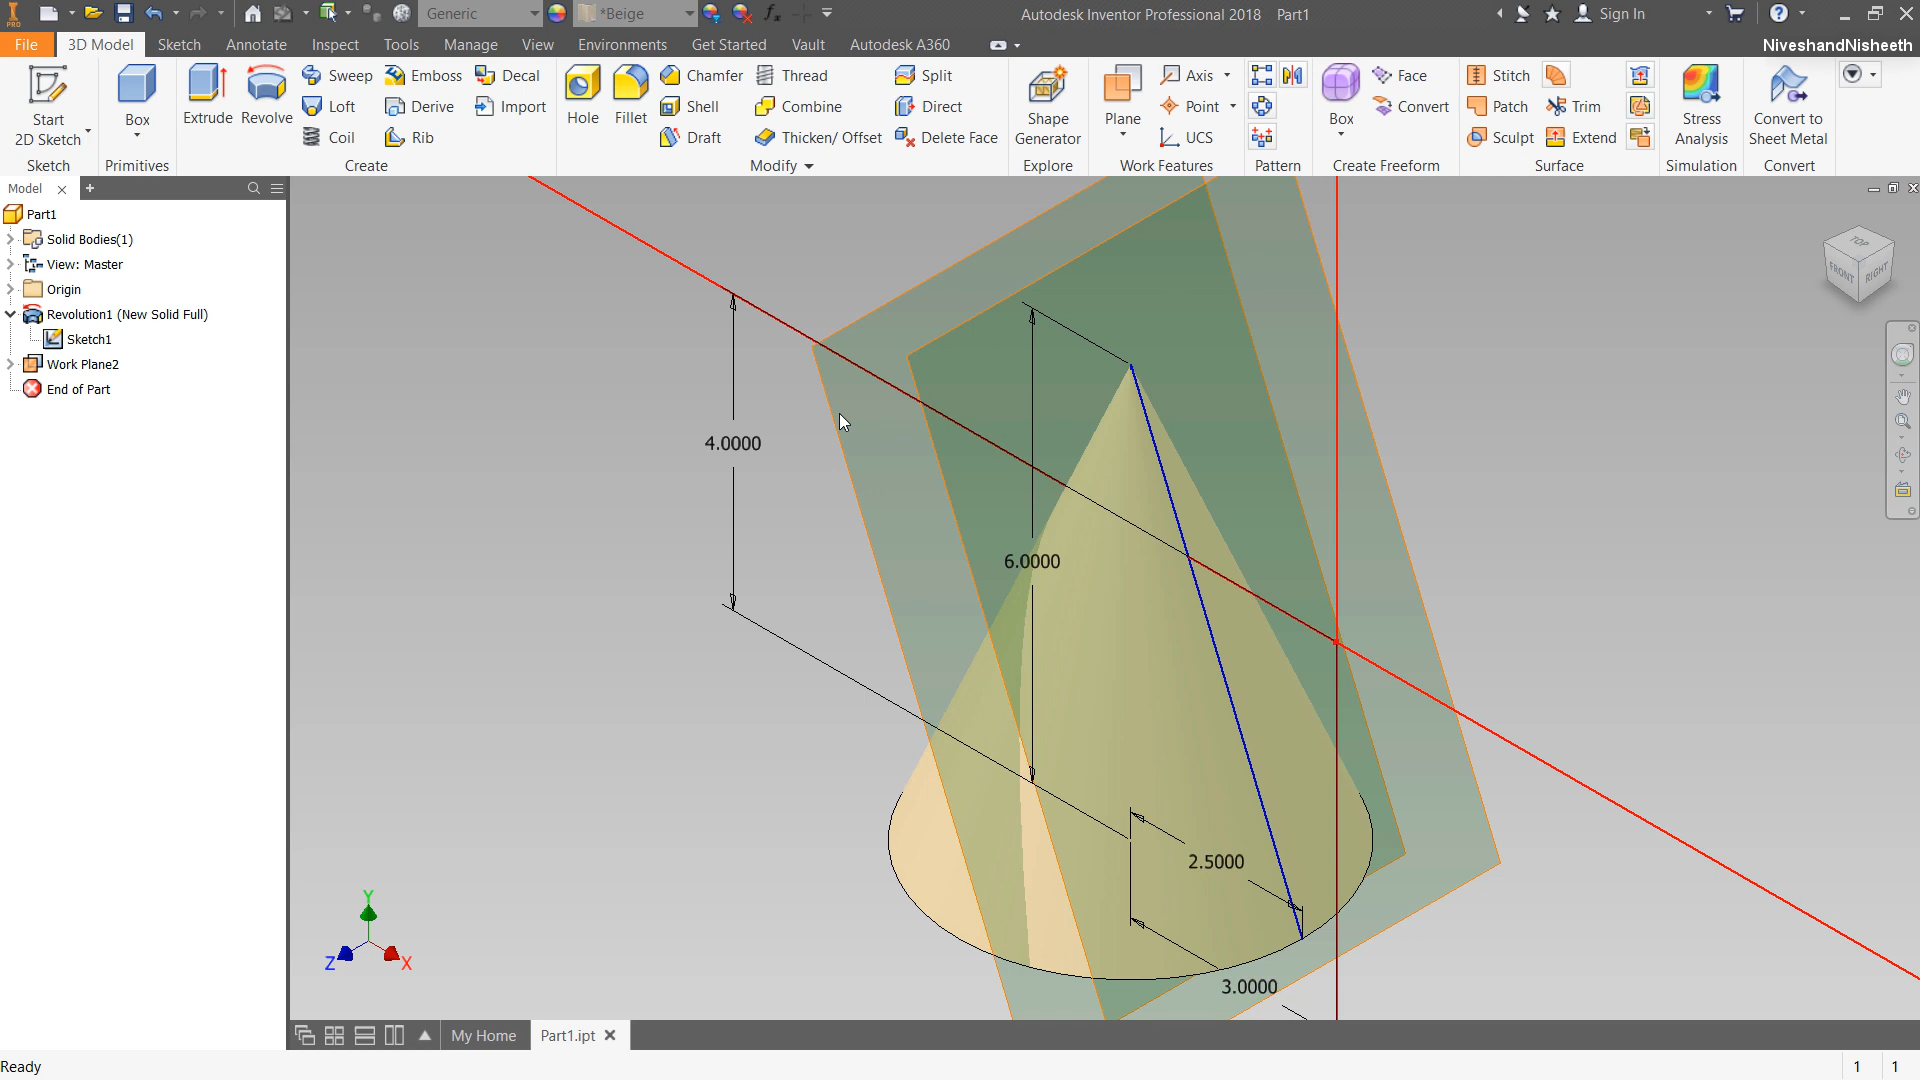 PRO
Generic
*Beige
fx
Autodesk Inventor Professional 2018 Part1
Sign In
File 3D Model Sketch Annotate Inspect Tools Manage View Environments Get Started Vault Autodesk A360
NiveshandNisheeth
Start
2D Sketch
Sketch
Box
Primitives
Extrude
Revolve
Sweep
Loft
Coil
Emboss
Derive
Rib
Decal
Import
Create
Hole
Fillet
Chamfer
Shell
Draft
Thread
Combine
Thicken/ Offset
Split
Direct
Delete Face
Modify
Shape
Generator
Explore
Plane
Axis
Point
UCS
Work Features
Pattern
Box
Face
Convert
Create Freeform
Stitch
Patch
Sculpt
Trim
Extend
Surface
Stress
Analysis
Simulation
Convert to
Sheet Metal
Convert
Model
Part1
Solid Bodies(1)
View: Master
Origin
Revolution1 (New Solid Full)
Sketch1
Work Plane2
End of Part
TOP
FRONT
RIGHT
4.0000
6.0000
2.5000
3.0000
Y
Z
X
My Home
Part1.ipt
Ready
1 1